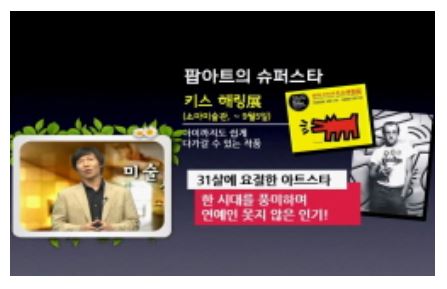 팝아트의 슈퍼스타
키스 해링展
(소마미술관, ~ 9월5일)
아이까지도 쉽게
다가갈 수 있는 작품
미술
31살에 요절한 아트스타
한 시대를 풍미하며
연예인 못지 않은 인기!